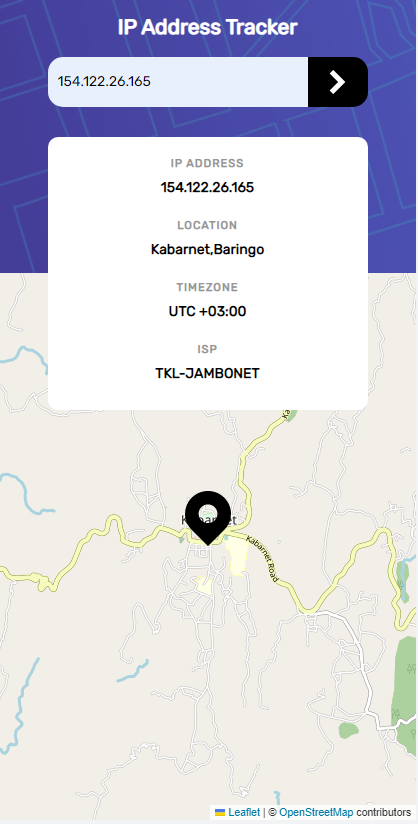 IP Address Tracker
154.122.26.165
IP ADDRESS
154.122.26.165
LOCATION
Kabarnet,Baringo
TIMEZONE
UTC +03:00
ISP
TKL-JAMBONET
Kabarnet Road
Leaflet | © OpenStreetMap contributors